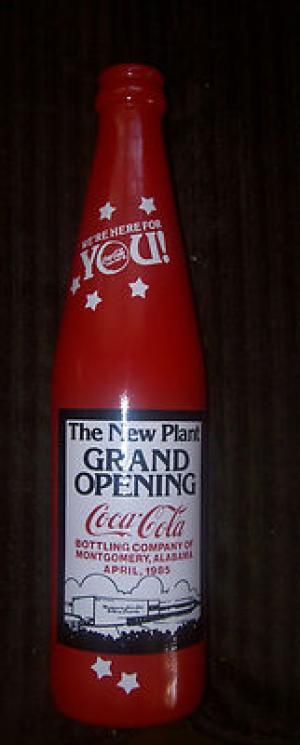 WE'RE HERE FOR
YOU!
The New Plant
GRAND
OPENING
Coca-Cola
BOTTLING COMPANY OF
MONTGOMERY, ALABAMA
APRIL, 1985